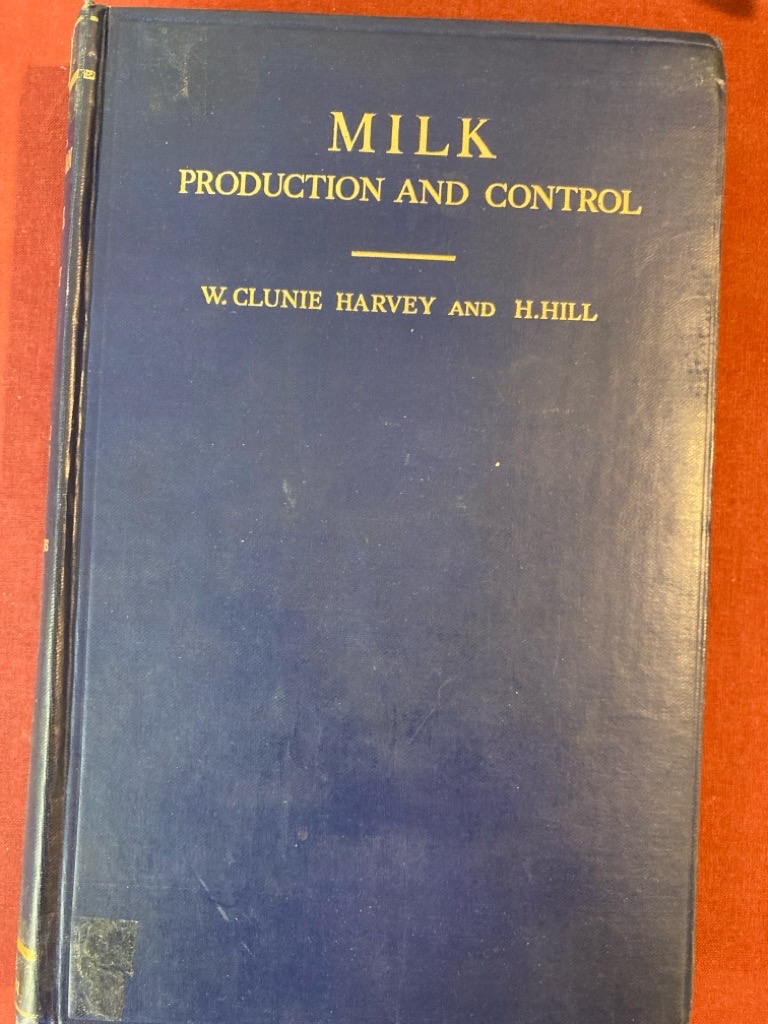 MILK
PRODUCTION AND CONTROL
W. CLUNIE HARVEY AND H.HILL